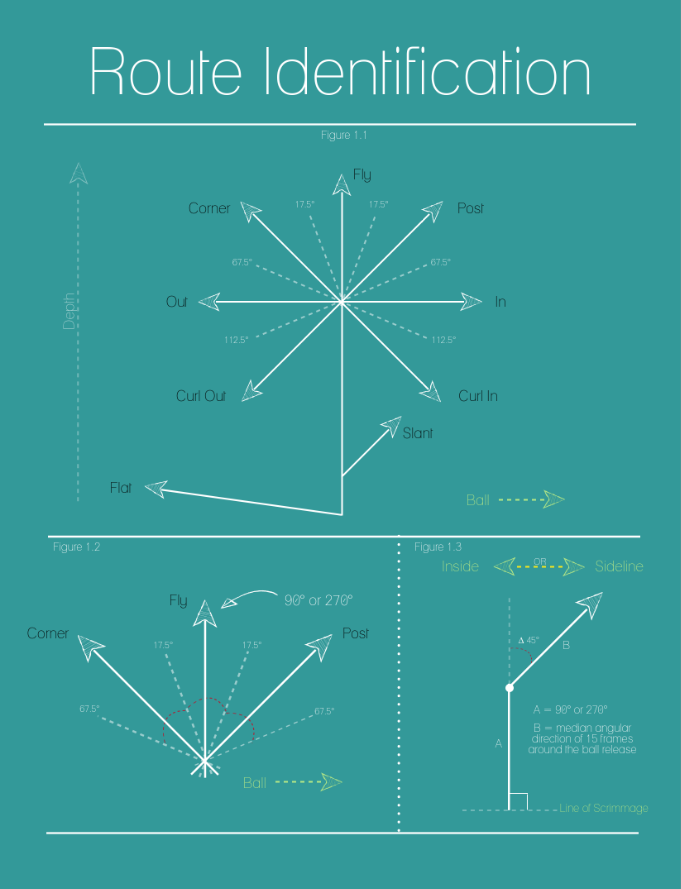 Route Identification
Figure 1.1
Fly
17.5°
17.5°
Corner
Post
67.5°
67.5°
Depth
Out
In
112.5°
112.5°
Curl Out
Curl In
Slant
Flat
Ball
Figure 1.2
Fly
90° or 270°
Corner
Post
17.5°
17.5°
67.5°
67.5°
Ball
Figure 1.3
Inside
OR
Sideline
Δ 45°
B
A = 90° or 270°
B = median angular
direction of 15 frames
around the ball release
A
Line of Scrimmage